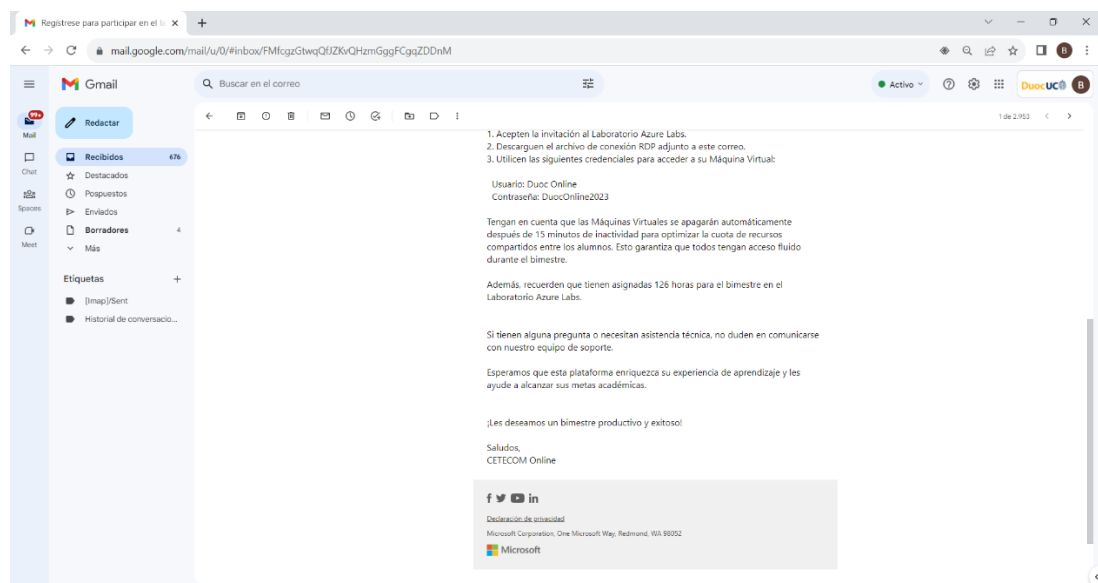 Regístrese para participar en el la
mail.google.com/mail/u/0/#inbox/FMfcgzGtwqQfJZKvQHzmGggFCgqZDDnM
B
Gmail
Buscar en el correo
Activo
DuocUC
B
99+
Mail
Chat
Spaces
Meet
Redactar
Recibidos 676
Destacados
Pospuestos
Enviados
Borradores 4
Más
Etiquetas
[Imap]/Sent
Historial de conversacio...
1 de 2.953
1. Acepten la invitación al Laboratorio Azure Labs.
2. Descarguen el archivo de conexión RDP adjunto a este correo.
3. Utilicen las siguientes credenciales para acceder a su Máquina Virtual:
Usuario: Duoc Online
Contraseña: DuocOnline2023
Tengan en cuenta que las Máquinas Virtuales se apagarán automáticamente
después de 15 minutos de inactividad para optimizar la cuota de recursos
compartidos entre los alumnos. Esto garantiza que todos tengan acceso fluido
durante el bimestre.
Además, recuerden que tienen asignadas 126 horas para el bimestre en el
Laboratorio Azure Labs.
Si tienen alguna pregunta o necesitan asistencia técnica, no duden en comunicarse
con nuestro equipo de soporte.
Esperamos que esta plataforma enriquezca su experiencia de aprendizaje y les
ayude a alcanzar sus metas académicas.
¡Les deseamos un bimestre productivo y exitoso!
Saludos,
CETECOM Online
Declaración de privacidad
Microsoft Corporation, One Microsoft Way, Redmond, WA 98052
Microsoft